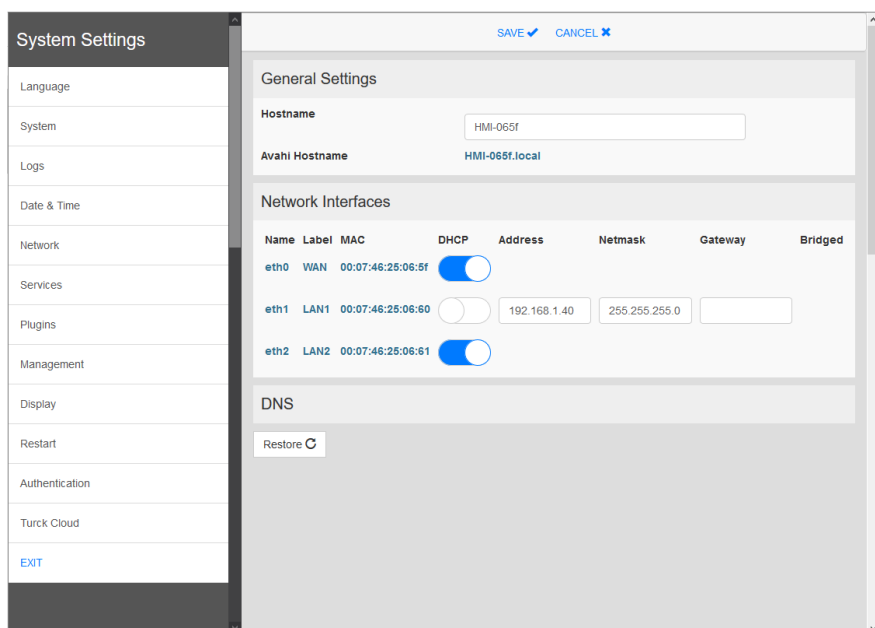 System Settings
Language
System
Logs
Date & Time
Network
Services
Plugins
Management
Display
Restart
Authentication
Turck Cloud
EXIT
SAVE CANCEL
General Settings
Hostname HMI-065f
Avahi Hostname HMI-065f.local
Network Interfaces
Name Label MAC DHCP Address Netmask Gateway Bridged
eth0 WAN 00:07:46:25:06:5f
eth1 LAN1 00:07:46:25:06:60 192.168.1.40 255.255.255.0
eth2 LAN2 00:07:46:25:06:61
DNS
Restore